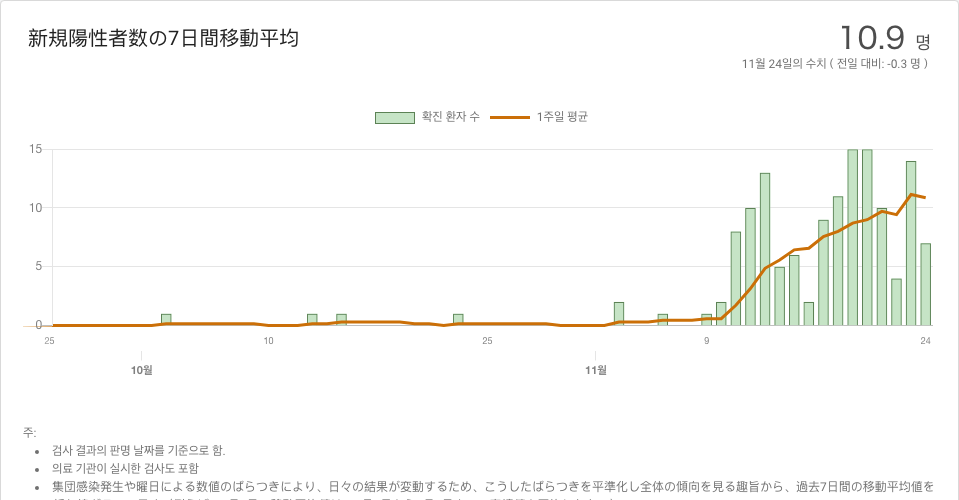 新規陽性者数の7日間移動平均
10.9 명
11월 24일의 수치 ( 전일 대비: -0.3 명 )
확진 환자 수 1주일 평균
15
10
5
0
25 10 25 9 24
10월 11월
주:
• 검사 결과의 판명 날짜를 기준으로 함.
• 의료 기관이 실시한 검사도 포함
• 集団感染発生や曜日による数値のばらつきにより、日々の結果が変動するため、こうしたばらつきを平準化し全体の傾向を見る趣旨から、過去7日間の移動平均値を